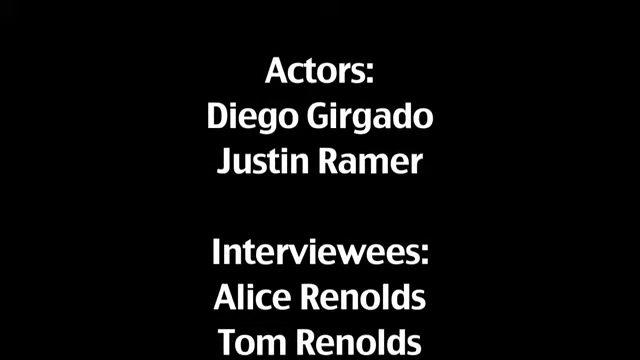 Actors:
Diego Girgado
Justin Ramer
Interviewees:
Alice Renolds
Tom Renolds